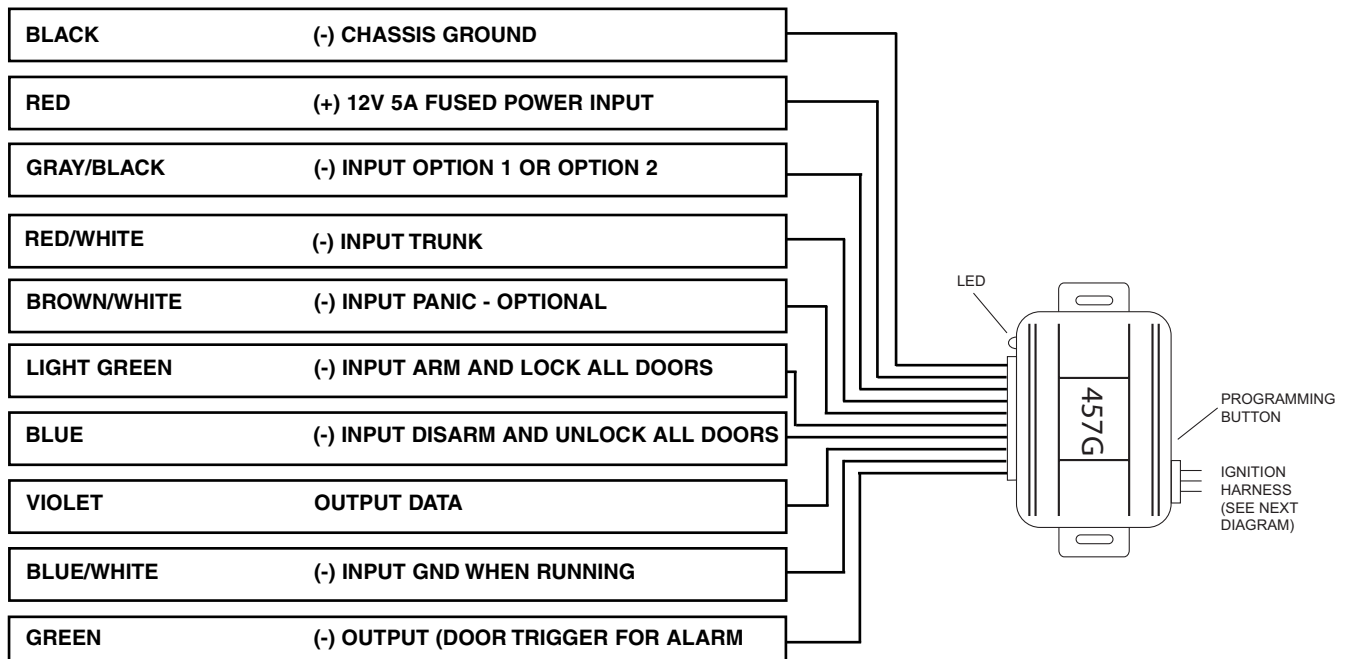 BLACK (-) CHASSIS GROUND
RED (+) 12V 5A FUSED POWER INPUT
GRAY/BLACK (-) INPUT OPTION 1 OR OPTION 2
RED/WHITE (-) INPUT TRUNK
BROWN/WHITE (-) INPUT PANIC - OPTIONAL
LIGHT GREEN (-) INPUT ARM AND LOCK ALL DOORS
BLUE (-) INPUT DISARM AND UNLOCK ALL DOORS
VIOLET OUTPUT DATA
BLUE/WHITE (-) INPUT GND WHEN RUNNING
GREEN (-) OUTPUT (DOOR TRIGGER FOR ALARM
LED
457G
PROGRAMMING
BUTTON
IGNITION
HARNESS
(SEE NEXT
DIAGRAM)